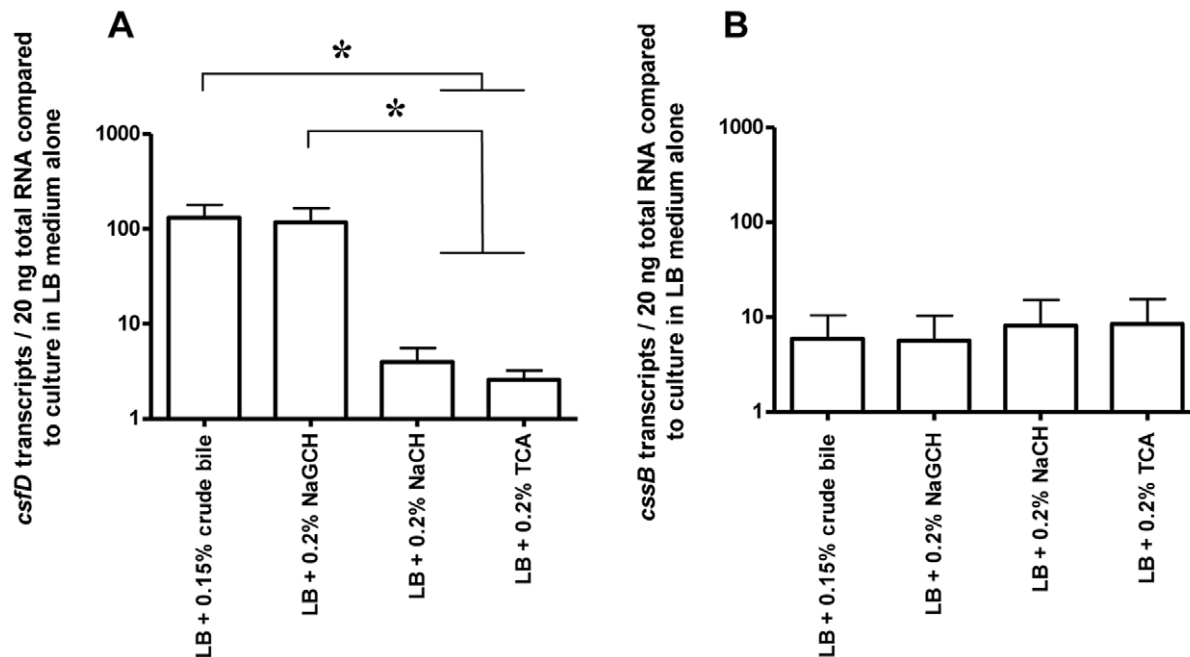 A
*
*
csfD transcripts / 20 ng total RNA compared
to culture in LB medium alone
1000
100
10
1
LB + 0.15% crude bile
LB + 0.2% NaGCH
LB + 0.2% NaCH
LB + 0.2% TCA
B
cssB transcripts / 20 ng total RNA compared
to culture in LB medium alone
1000
100
10
1
LB + 0.15% crude bile
LB + 0.2% NaGCH
LB + 0.2% NaCH
LB + 0.2% TCA